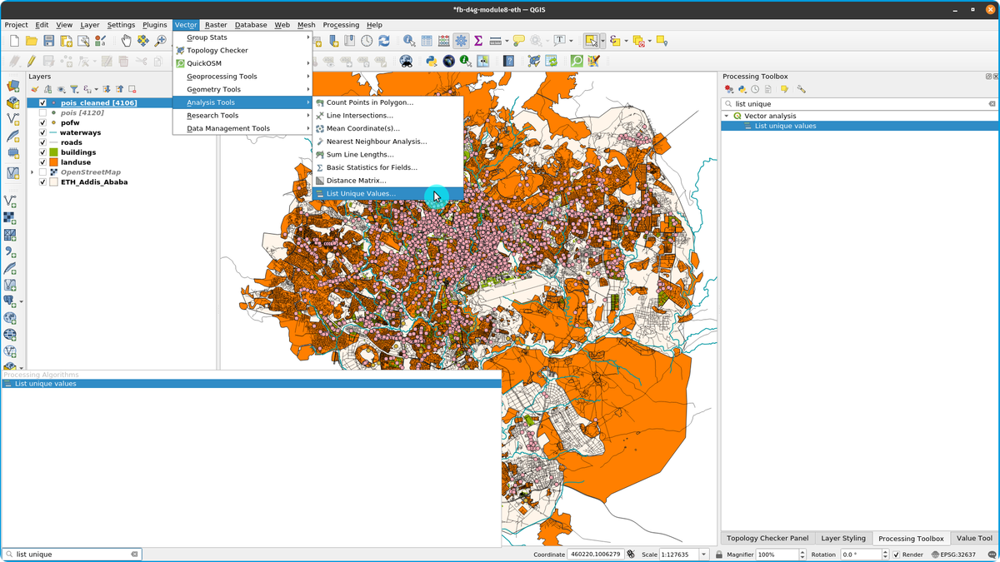 *fb-d4g-module8-eth — QGIS
Project Edit View Layer Settings Plugins Vector Raster Database Web Mesh Processing Help
Group Stats
Topology Checker
QuickOSM
Geoprocessing Tools
Geometry Tools
Analysis Tools
Research Tools
Data Management Tools
Count Points in Polygon...
Line Intersections...
Mean Coordinate(s)...
Nearest Neighbour Analysis...
Sum Line Lengths...
Basic Statistics for Fields...
Distance Matrix...
List Unique Values...
Layers
pois_cleaned [4106]
pois [4120]
pofw
waterways
roads
buildings
landuse
OpenStreetMap
ETH_Addis_Ababa
Processing Toolbox
list unique
Vector analysis
List unique values
Processing Algorithms
List unique values
Topology Checker Panel Layer Styling Processing Toolbox Value Tool
list unique
Coordinate 460220,1006279 Scale 1:127635 Magnifier 100% Rotation 0.0 ° Render EPSG:32637